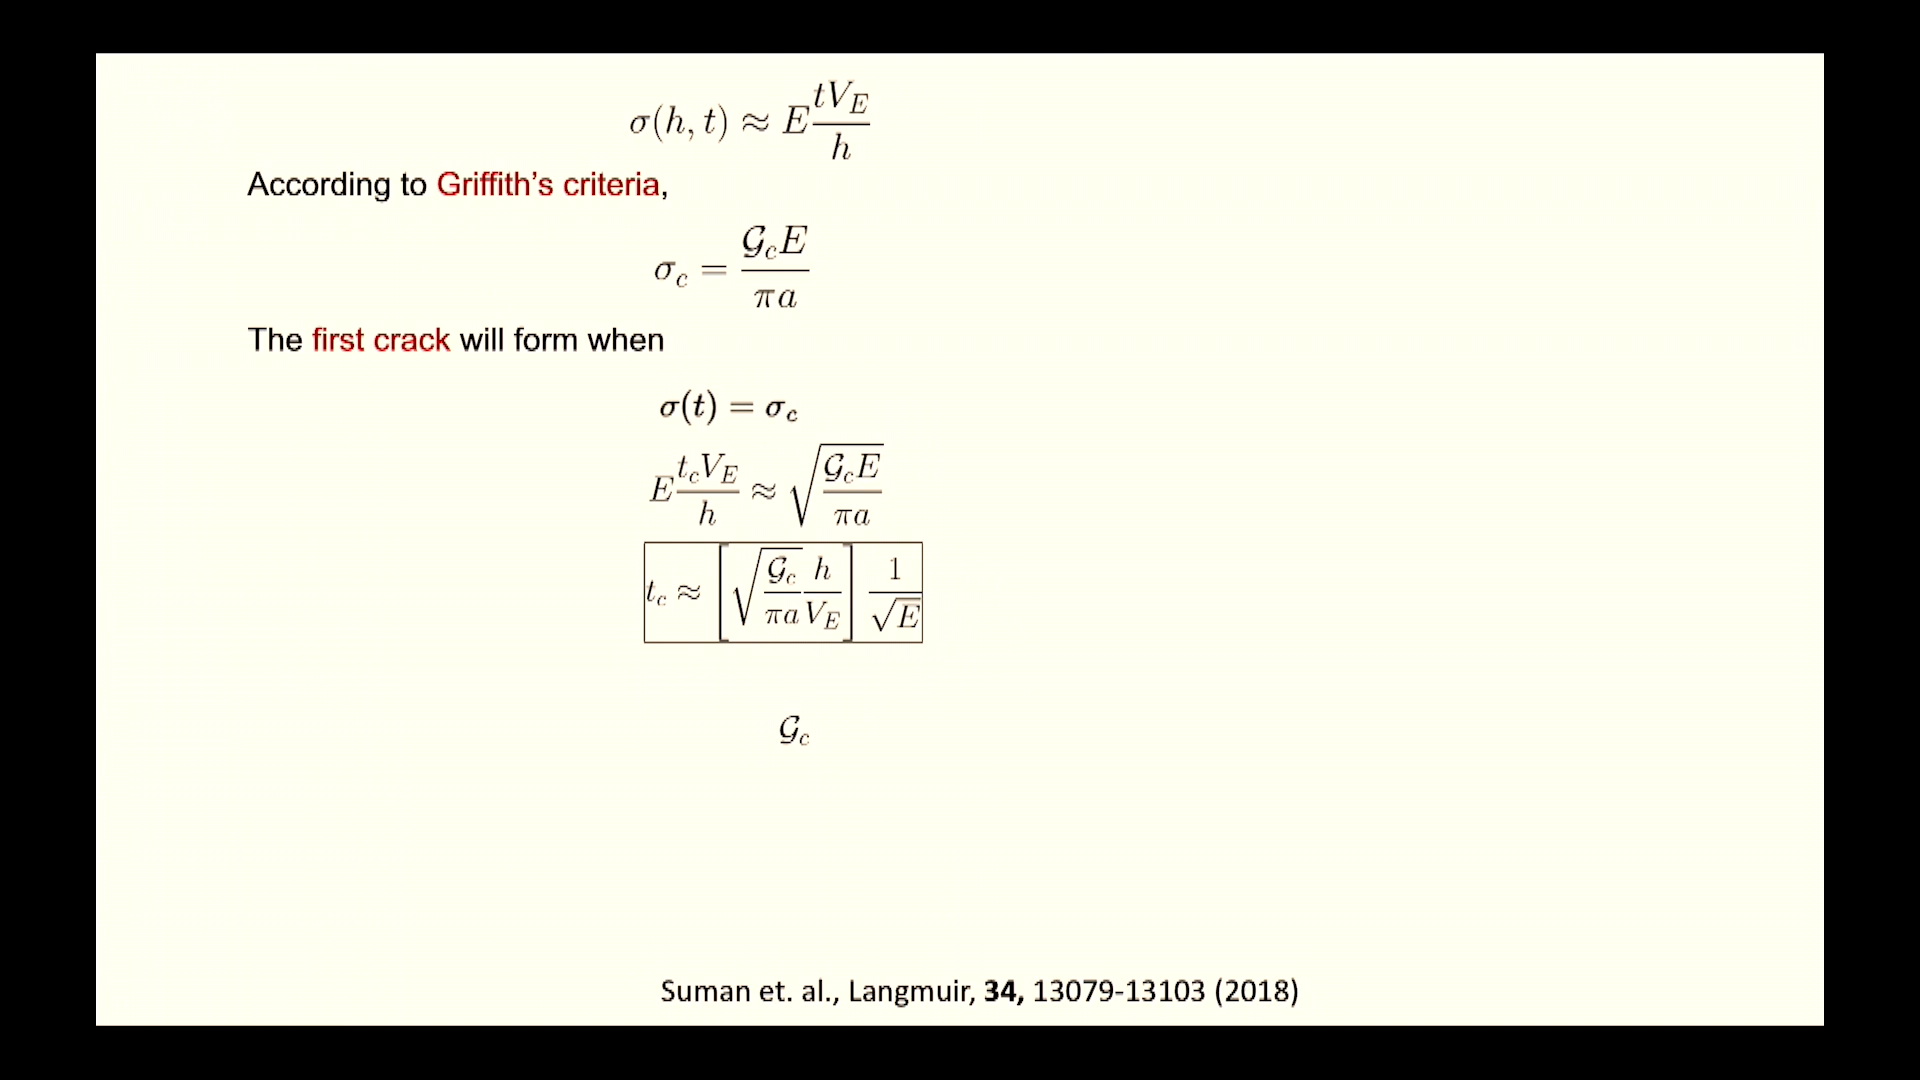 σ(h, t) ≈ E tV_E / h
According to Griffith's criteria,
σ_c = 𝒢_c E / πa
The first crack will form when
σ(t) = σ_c
E t_c V_E / h ≈ √(𝒢_c E / πa)
t_c ≈ [√(𝒢_c / πa) h / V_E] 1 / √E
𝒢_c
Suman et. al., Langmuir, 34, 13079-13103 (2018)